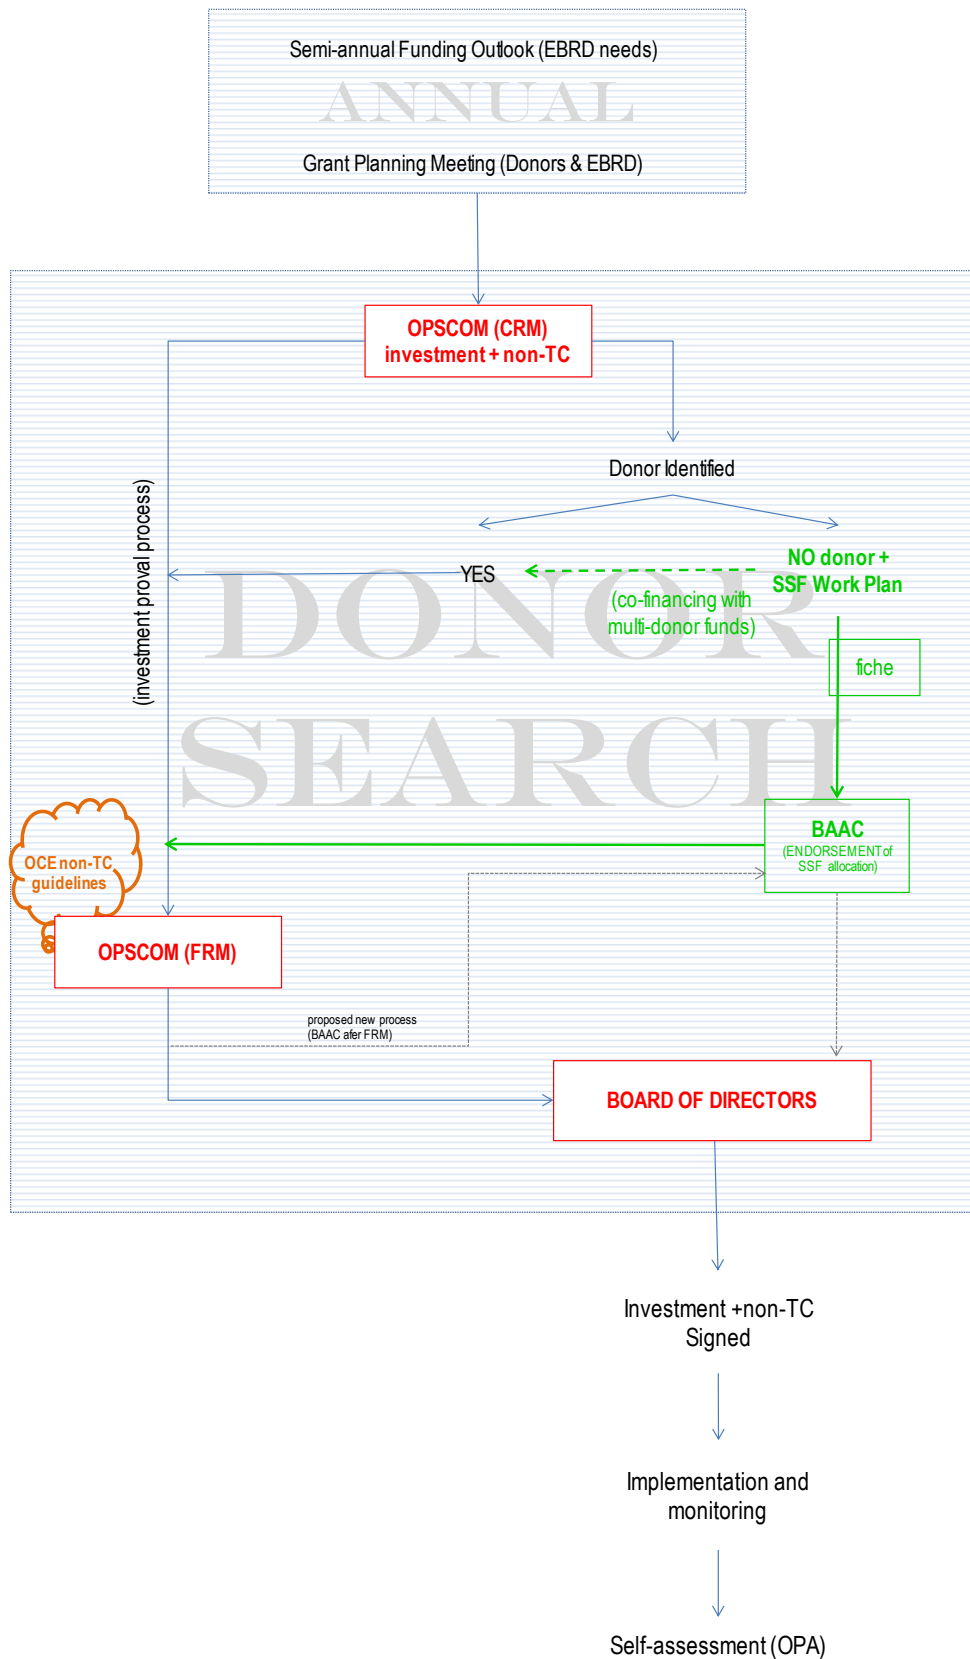 Semi-annual Funding Outlook (EBRD needs)
ANNUAL
Grant Planning Meeting (Donors & EBRD)
OPSCOM (CRM)
investment + non-TC
Donor Identified
(investment proval process)
YES
NO donor +
SSF Work Plan
(co-financing with
multi-donor funds)
DONOR
fiche
SEARCH
BAAC
(ENDORSEMENT of
SSF allocation)
OCE non-TC
guidelines
OPSCOM (FRM)
proposed new process
(BAAC afer FRM)
BOARD OF DIRECTORS
Investment +non-TC
Signed
Implementation and
monitoring
Self-assessment (OPA)